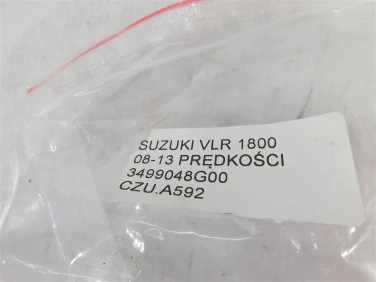 SUZUKI VLR 1800
08-13 PRĘDKOŚCI
3499048G00
CZU.A592